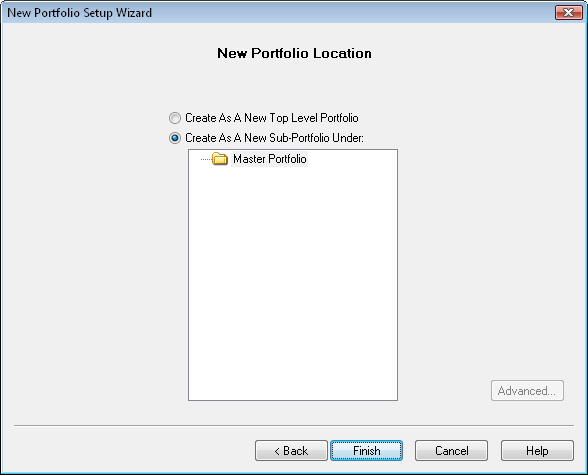 New Portfolio Setup Wizard
New Portfolio Location
Create As A New Top Level Portfolio
Create As A New Sub-Portfolio Under:
Master Portfolio
Advanced...
< Back
Finish
Cancel
Help